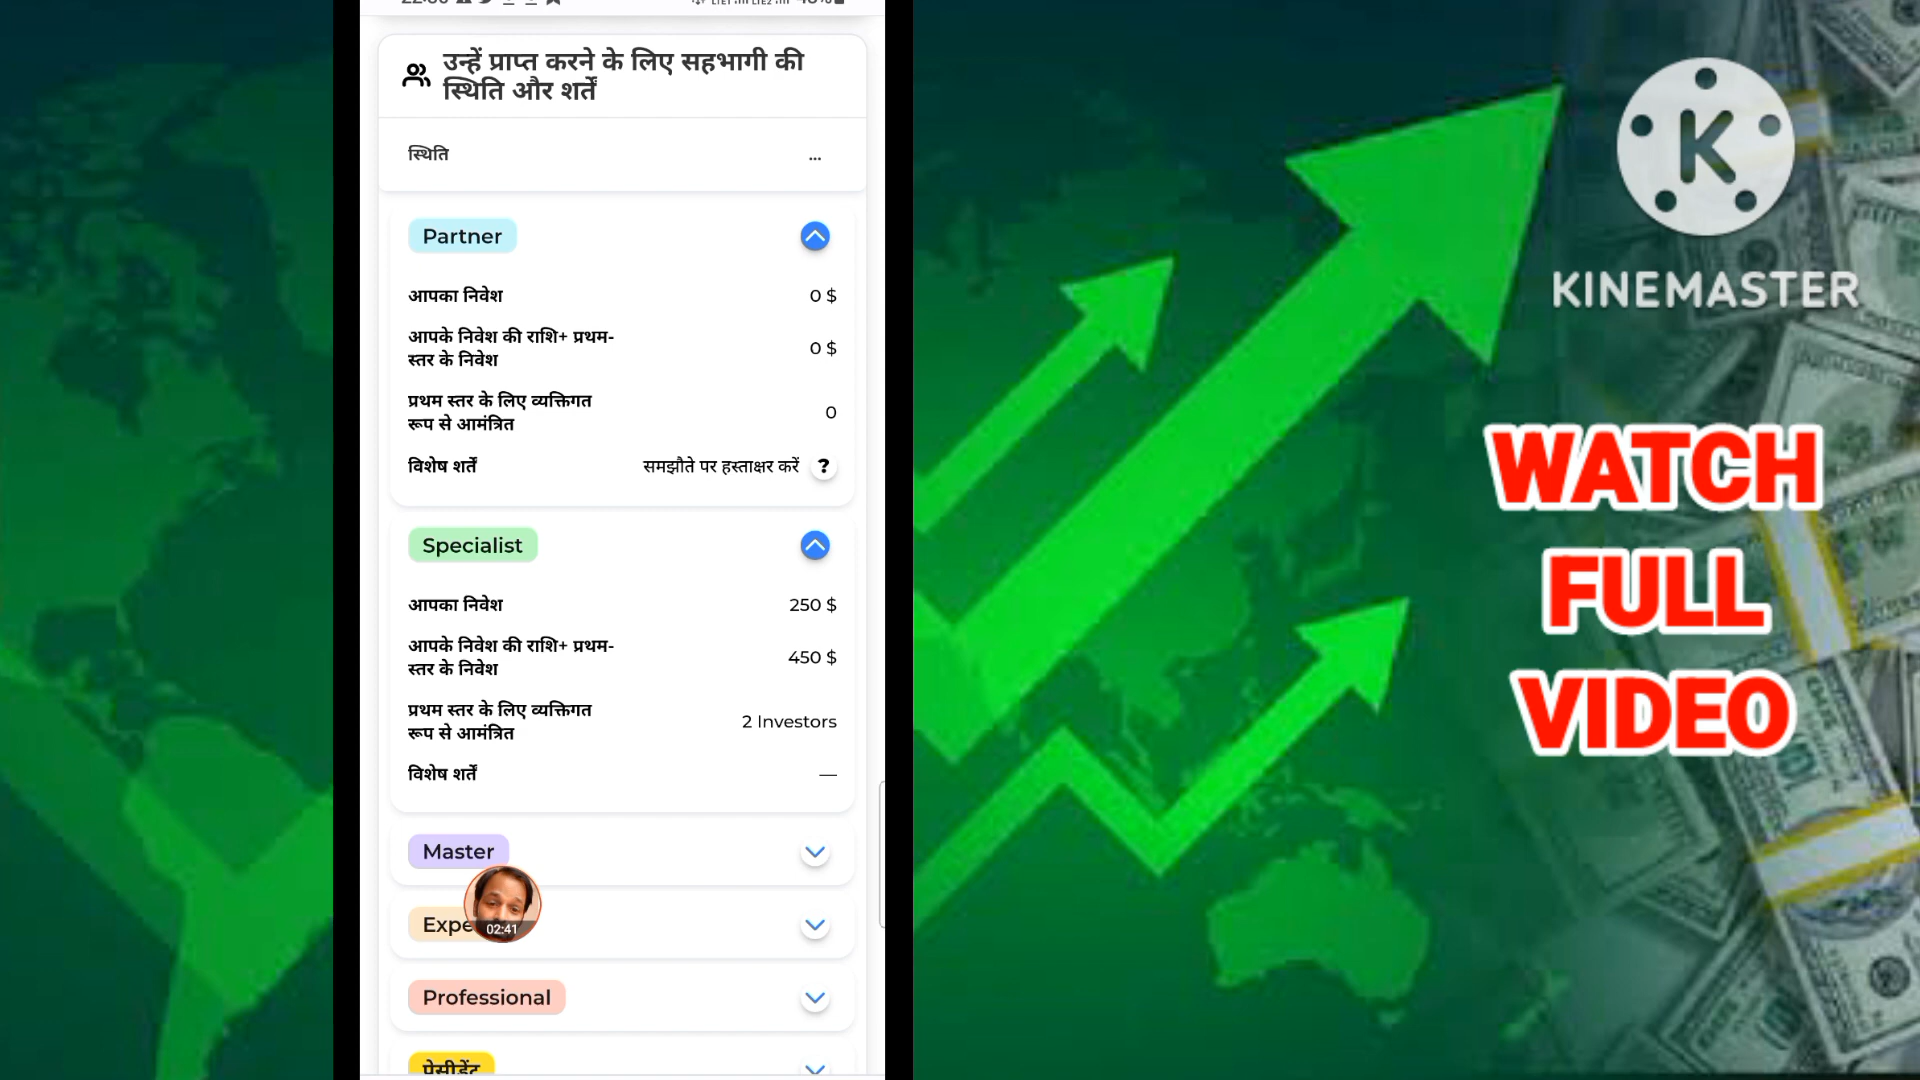 उन्हें प्राप्त करने के लिए सहभागी की
स्थिति और शर्तें
स्थिति ...
Partner
आपका निवेश 0 $
आपके निवेश की राशि+ प्रथम-
स्तर के निवेश 0 $
प्रथम स्तर के लिए व्यक्तिगत
रूप से आमंत्रित 0
विशेष शर्तें समझौते पर हस्ताक्षर करें ?
Specialist
आपका निवेश 250 $
आपके निवेश की राशि+ प्रथम-
स्तर के निवेश 450 $
प्रथम स्तर के लिए व्यक्तिगत
रूप से आमंत्रित 2 Investors
विशेष शर्तें —
Master
02:41
Professional
K
KINEMASTER
WATCH
FULL
VIDEO